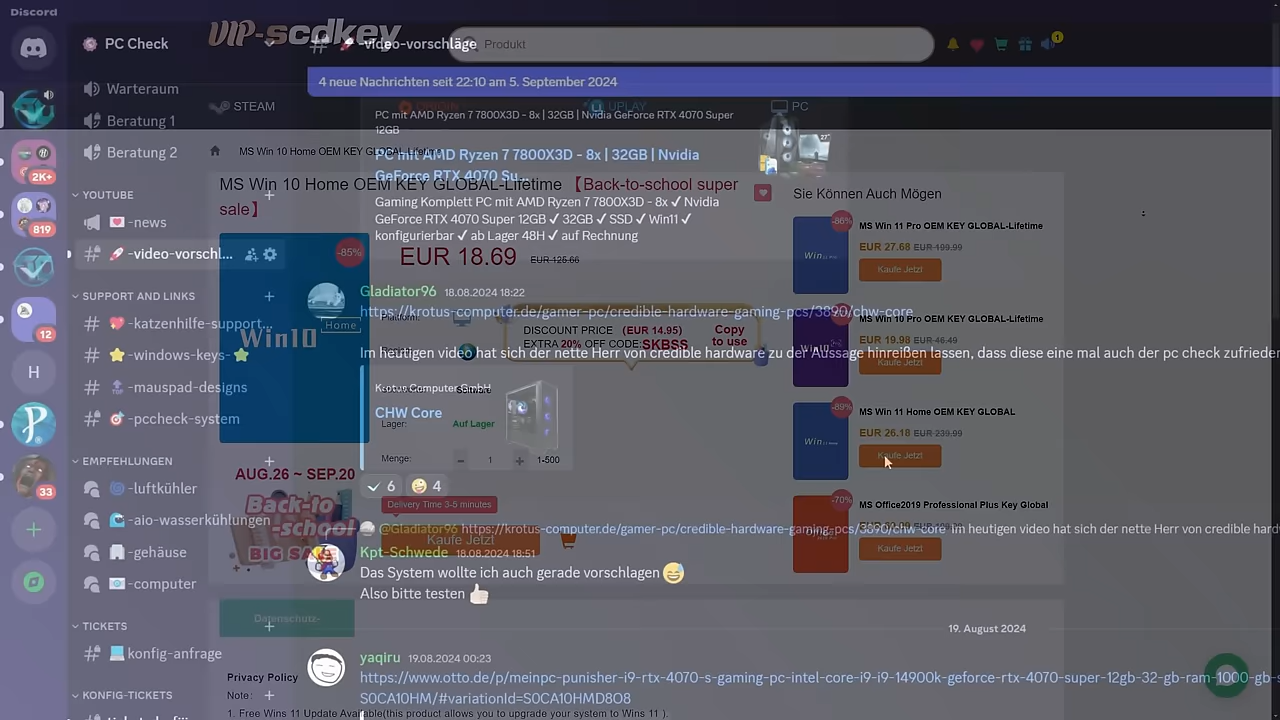 Discord
PC Check
VIP-scdkey
# -video-vorschläge
Produkt
1
4 neue Nachrichten seit 22:10 am 5. September 2024
Warteraum
Beratung 1
Beratung 2
STEAM
ORIGIN
UPLAY
PC
PC mit AMD Ryzen 7 7800X3D - 8x | 32GB | Nvidia GeForce RTX 4070 Super
12GB
MS Win 10 Home OEM KEY GLOBAL-Lifetime
PC mit AMD Ryzen 7 7800X3D - 8x | 32GB | Nvidia
GeForce RTX 4070 Su...
Gaming Komplett PC mit AMD Ryzen 7 7800X3D - 8x ✓ Nvidia
GeForce RTX 4070 Super 12GB ✓ 32GB ✓ SSD ✓ Win11 ✓
konfigurierbar ✓ ab Lager 48H ✓ auf Rechnung
2K+
819
12
H
33
YOUTUBE
-news
-video-vorschl...
SUPPORT AND LINKS
-katzenhilfe-support...
-windows-keys-
-mauspad-designs
-pccheck-system
EMPFEHLUNGEN
-luftkühler
-aio-wasserkühlungen
-gehäuse
-computer
TICKETS
konfig-anfrage
KONFIG-TICKETS
MS Win 10 Home OEM KEY GLOBAL-Lifetime 【Back-to-school super
sale】
-85%
EUR 18.69 EUR 125.66
Win10
Home
DISCOUNT PRICE (EUR 14.95)
EXTRA 20% OFF CODE:SKBSS
Copy
to use
Gladiator96 18.08.2024 18:22
https://krotus-computer.de/gamer-pc/credible-hardware-gaming-pcs/3890/chw-core
Im heutigen video hat sich der nette Herr von credible hardware zu der Aussage hinreißen lassen, dass diese eine mal auch der pc check zufriede
Krotus Computer GmbH
CHW Core
Lager: Auf Lager
Menge: 1 1-500
6
4
AUG.26 ~ SEP.20
Back-to
-school
BIG SALE
Delivery Time 3-5 minutes
Kaufe Jetzt
@Gladiator96 https://krotus-computer.de/gamer-pc/credible-hardware-gaming-pcs/3890/chw-core Im heutigen video hat sich der nette Herr von credible hard
Kpt-Schwede 18.08.2024 18:51
Das System wollte ich auch gerade vorschlagen
Also bitte testen
Datenschutz-
19. August 2024
yaqiru 19.08.2024 00:23
https://www.otto.de/p/meinpc-punisher-i9-rtx-4070-s-gaming-pc-intel-core-i9-i9-14900k-geforce-rtx-4070-super-12gb-32-gb-ram-1000-gb-s
S0CA10HM/#variationId=S0CA10HMD8O8
Privacy Policy
Note:
1. Free Wins 11 Update Available(this product allows you to upgrade your system to Wins 11 ).
Sie Können Auch Mögen
-86%
MS Win 11 Pro OEM KEY GLOBAL-Lifetime
EUR 27.68 EUR 199.99
Kaufe Jetzt
MS Win 10 Pro OEM KEY GLOBAL-Lifetime
EUR 19.98 EUR 46.49
Kaufe Jetzt
-89%
MS Win 11 Home OEM KEY GLOBAL
EUR 26.18 EUR 239.99
Kaufe Jetzt
-70%
MS Office2019 Professional Plus Key Global
Kaufe Jetzt